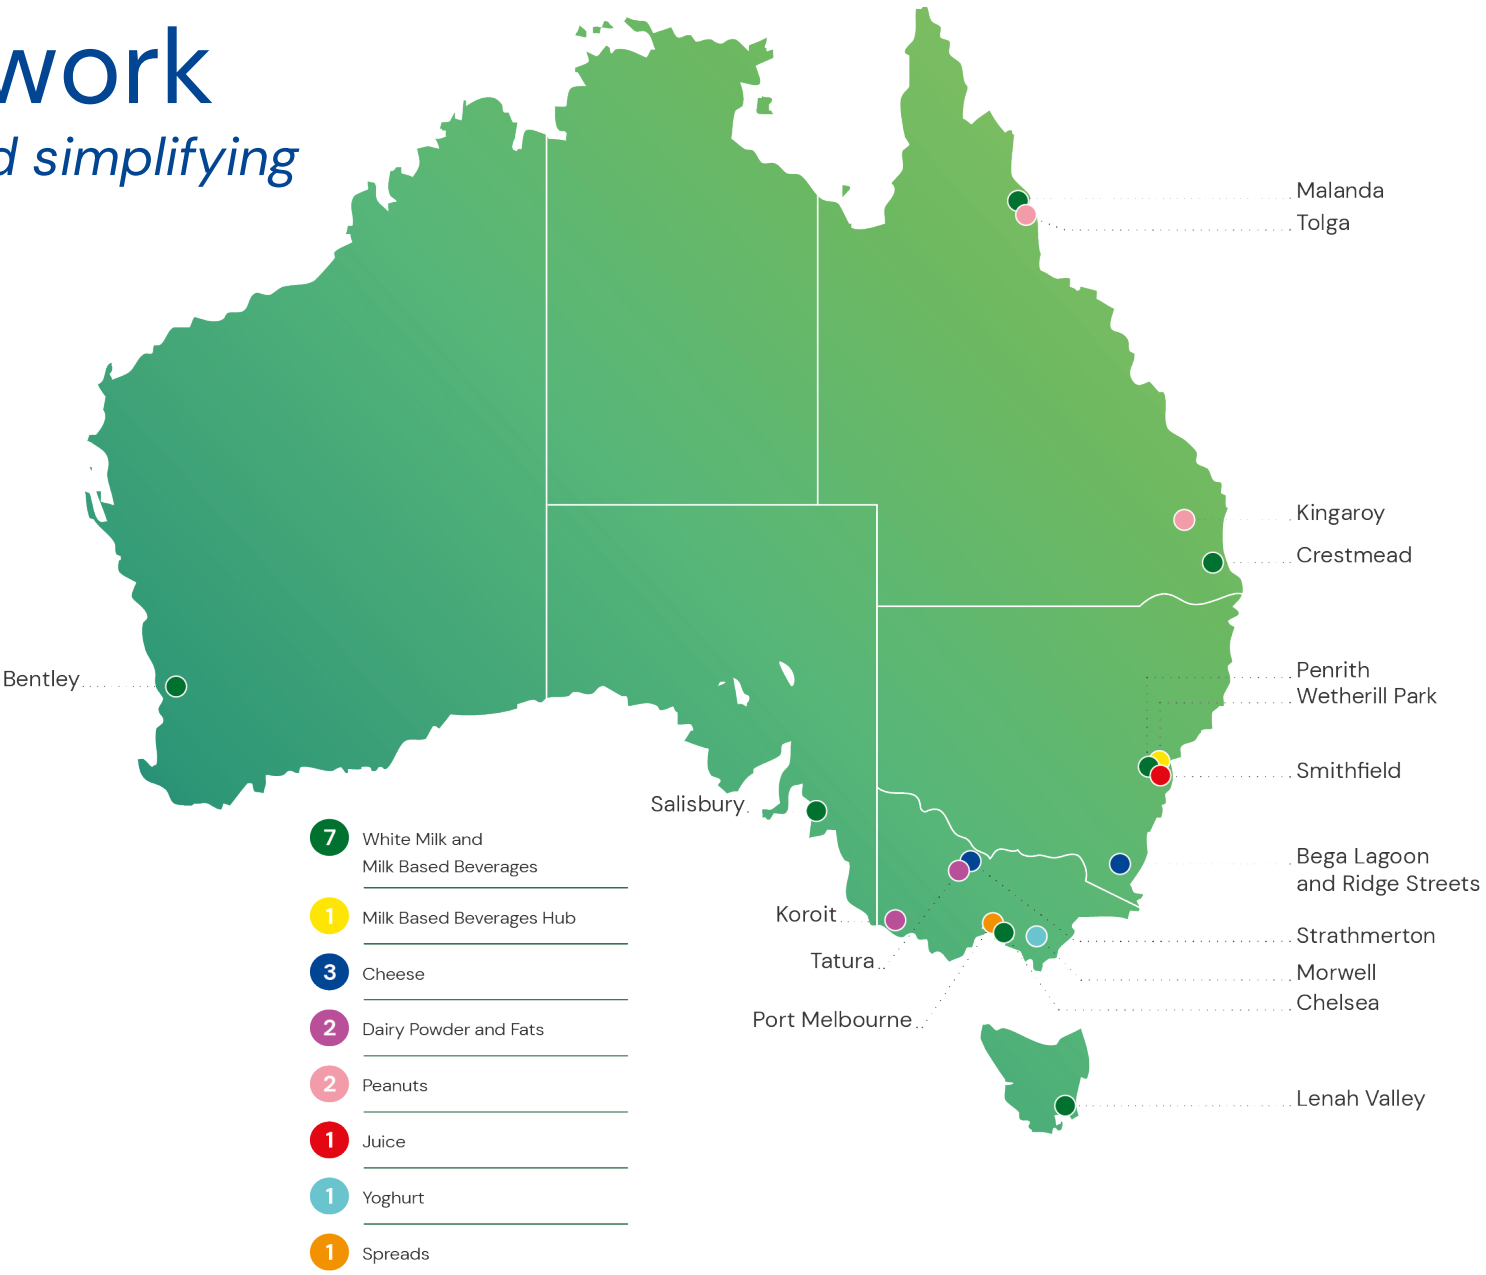 work
d simplifying
Malanda
Tolga
Kingaroy
Crestmead
Penrith
Wetherill Park
Bentley
Smithfield
Salisbury
7 White Milk and
Milk Based Beverages
Bega Lagoon
and Ridge Streets
1 Milk Based Beverages Hub
Koroit
Strathmerton
Tatura
3 Cheese
Morwell
Chelsea
Port Melbourne
2 Dairy Powder and Fats
2 Peanuts
Lenah Valley
1 Juice
1 Yoghurt
1 Spreads